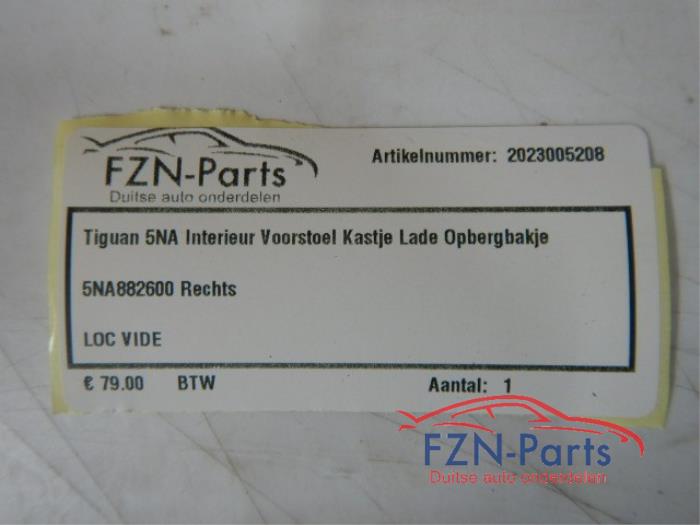 FZN-Parts
Duitse auto onderdelen
Artikelnummer: 2023005208
Tiguan 5NA Interieur Voorstoel Kastje Lade Opbergbakje
5NA882600 Rechts
LOC VIDE
€ 79.00 BTW Aantal: 1
FZN-Parts
Duitse auto onderdelen